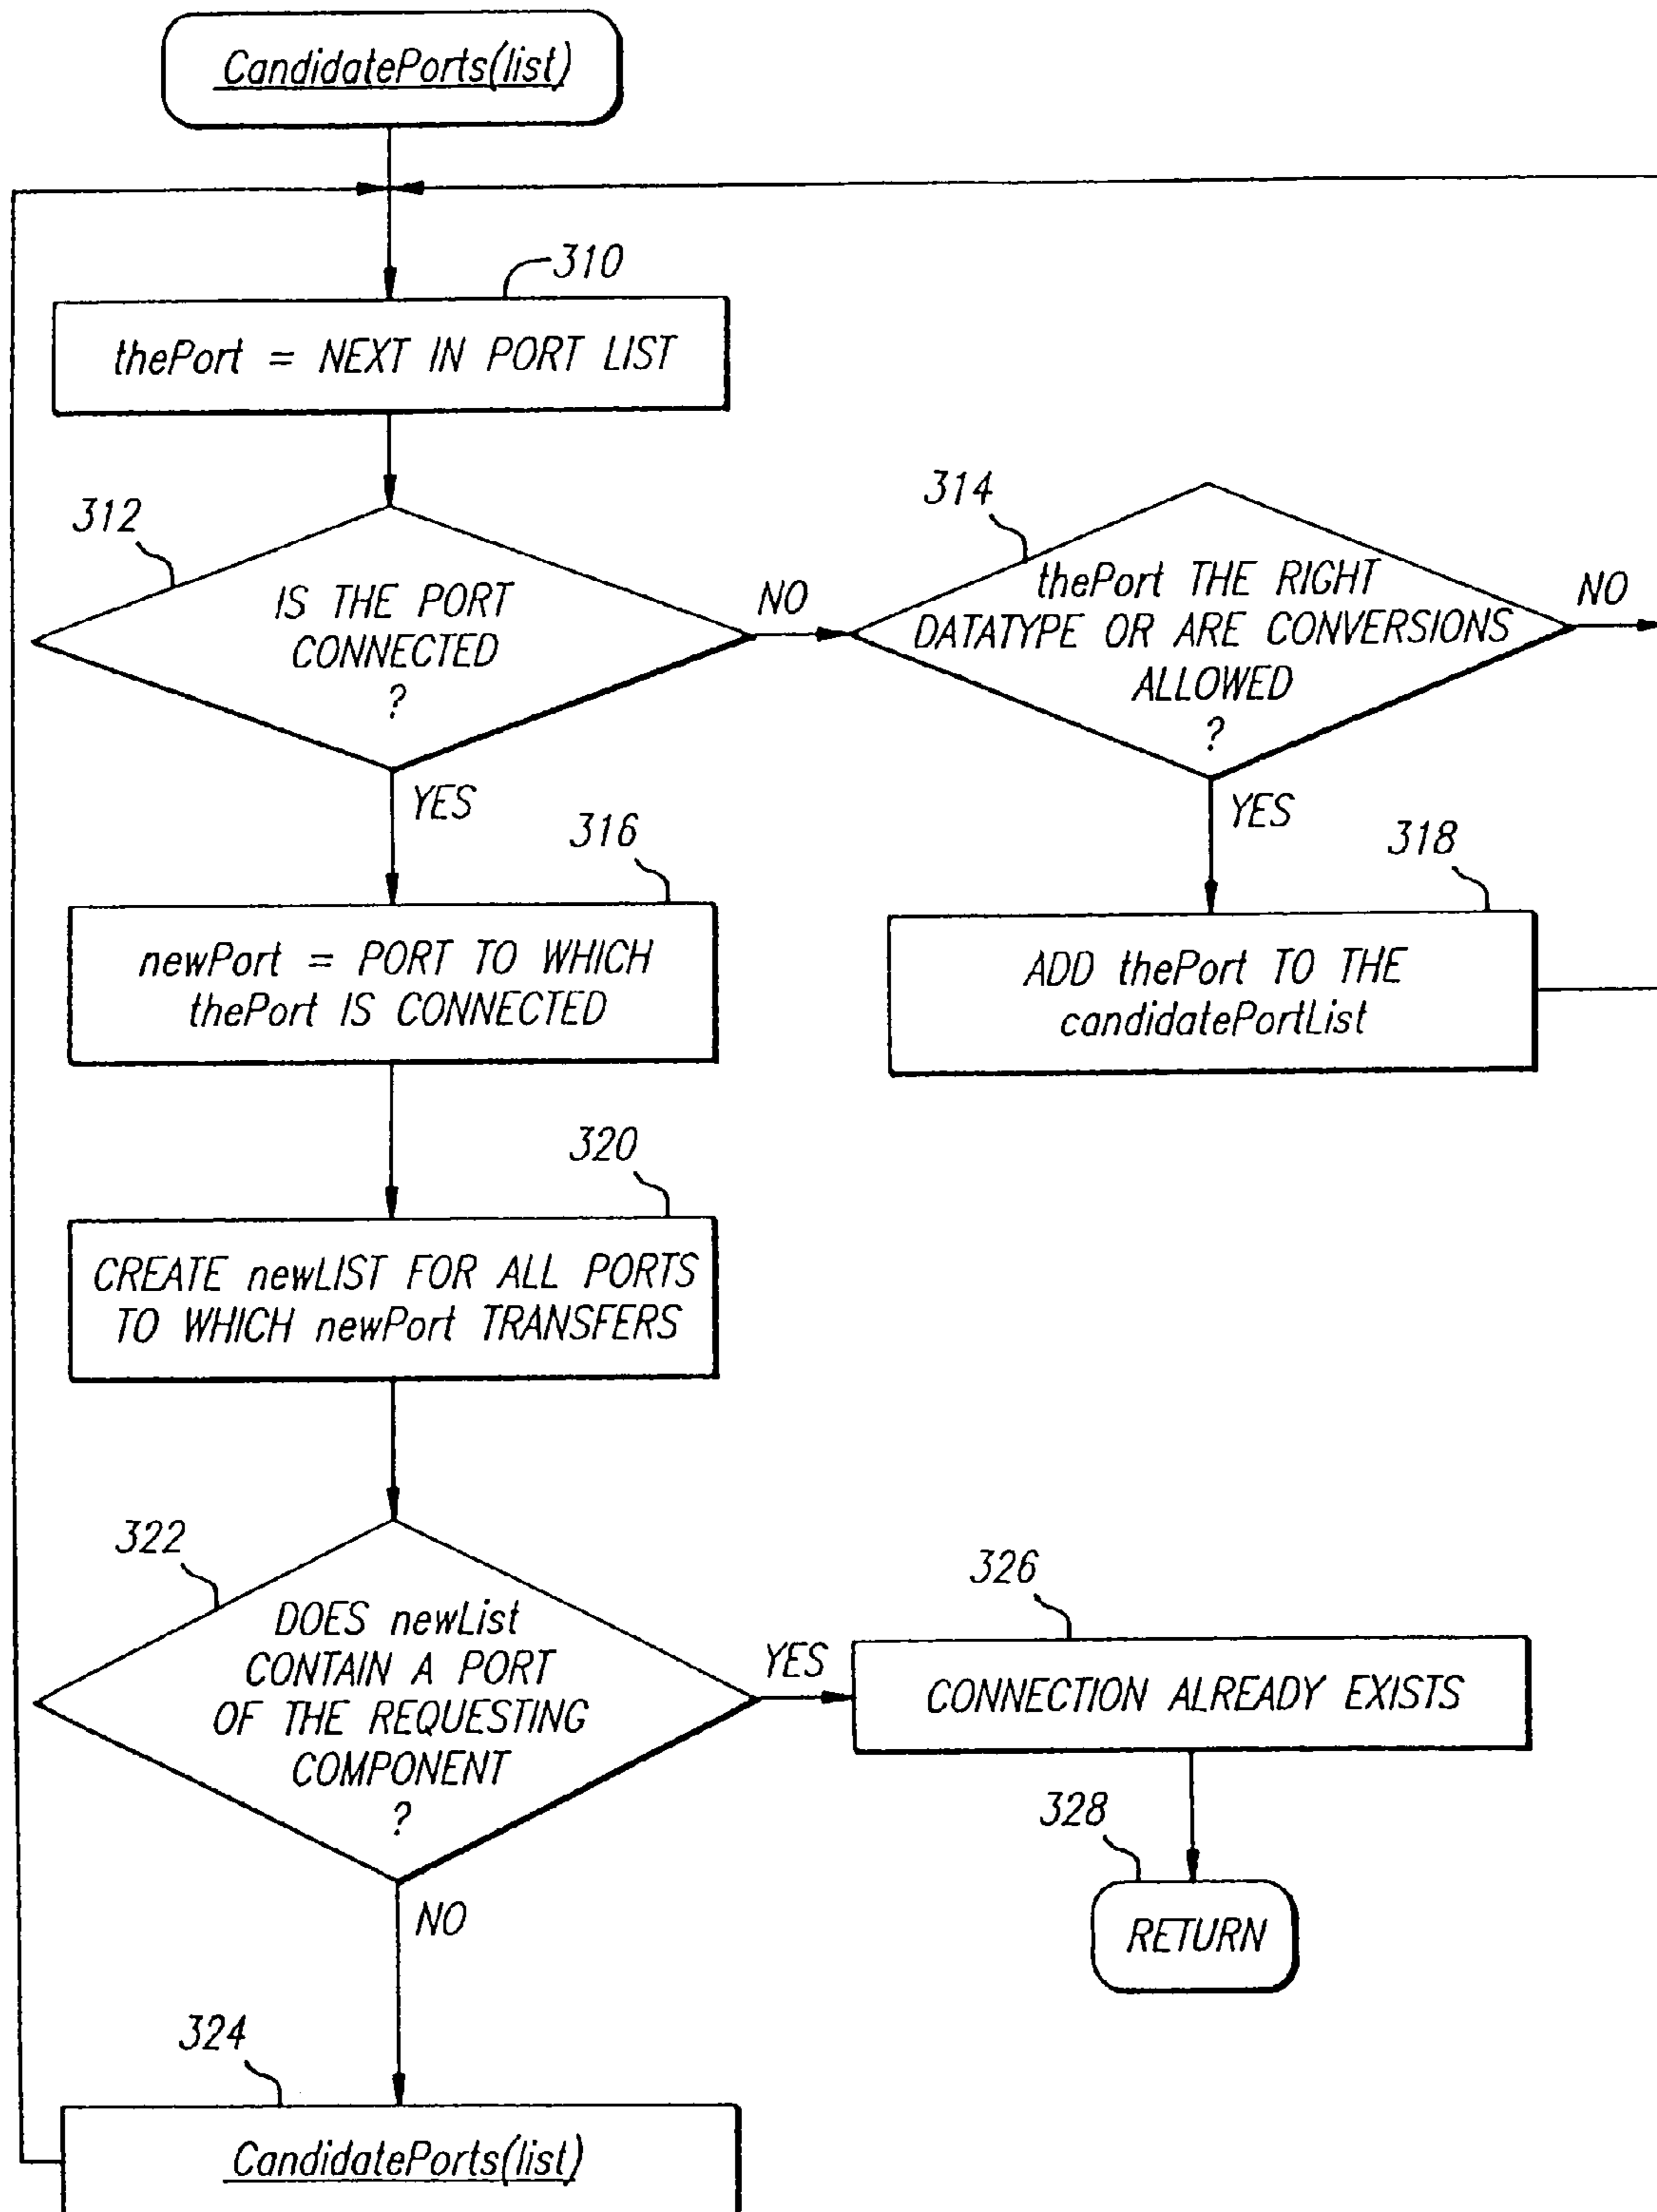 CandidatePorts(list)
310
thePort = NEXT IN PORT LIST
312
IS THE PORT
CONNECTED
?
NO
314
thePort THE RIGHT
DATATYPE OR ARE CONVERSIONS
ALLOWED
?
NO
YES
YES
316
newPort = PORT TO WHICH
thePort IS CONNECTED
318
ADD thePort TO THE
candidatePortList
320
CREATE newLIST FOR ALL PORTS
TO WHICH newPort TRANSFERS
322
DOES newList
CONTAIN A PORT
OF THE REQUESTING
COMPONENT
?
YES
326
CONNECTION ALREADY EXISTS
328
RETURN
NO
324
CandidatePorts(list)